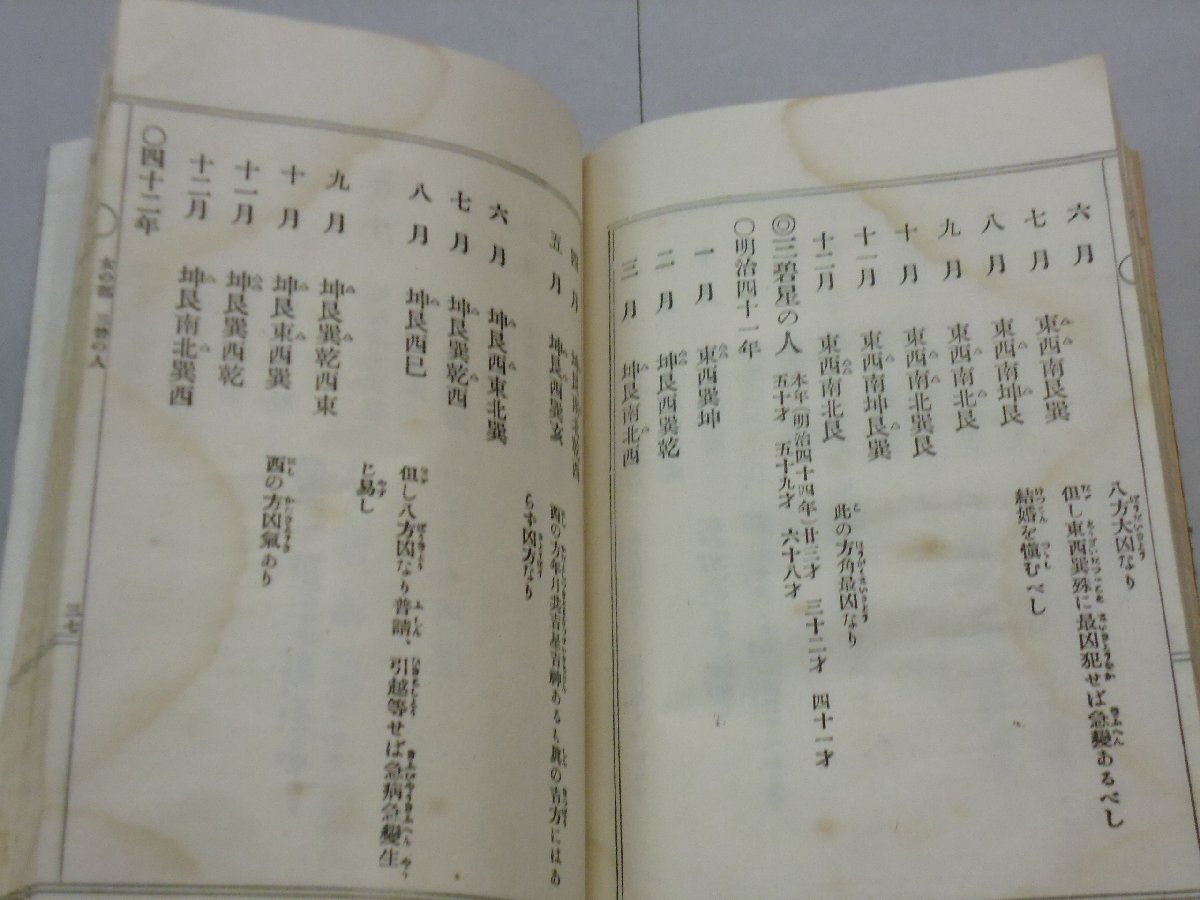 八方大凶なり
六月 東西南艮巽 但し東西巽殊に最凶犯せば急變あるべし
七月 東西南坤艮 結婚を愼むべし
八月 東西南北艮
九月 東西南北巽艮
十月 東西南坤艮巽
十一月 東西南北艮 此の方角最凶なり
十二月
◎三碧星の人 本年(明治四十四年)廿三才 三十二才 四十一才 五十才 五十九才 六十八才
〇明治四十一年
一月 東西巽坤
二月 坤艮西巽乾
三月 坤艮南北西
四月
五月 坤艮西巽亥 らず凶方なり
六月 坤艮西東北巽
七月 坤艮巽乾西
八月 坤艮西巳 但し八方凶なり普請、引越等せば急病急變生じ易し
九月 坤艮巽乾西東
十月 坤艮東西巽 西の方凶氣あり
十一月 坤艮巽西乾
十二月 坤艮南北巽西
〇四十二年
女の部 三碧の人
三七